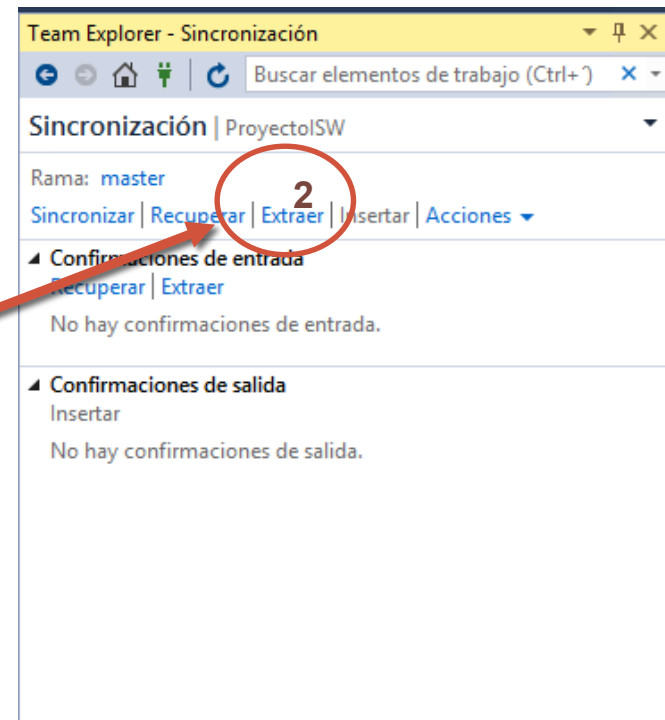 Team Explorer - Sincronización
Buscar elementos de trabajo (Ctrl+´)
Sincronización | ProyectoISW
Rama: master
2
Sincronizar | Recuperar | Extraer | Insertar | Acciones
Confirmaciones de entrada
Recuperar | Extraer
No hay confirmaciones de entrada.
Confirmaciones de salida
Insertar
No hay confirmaciones de salida.